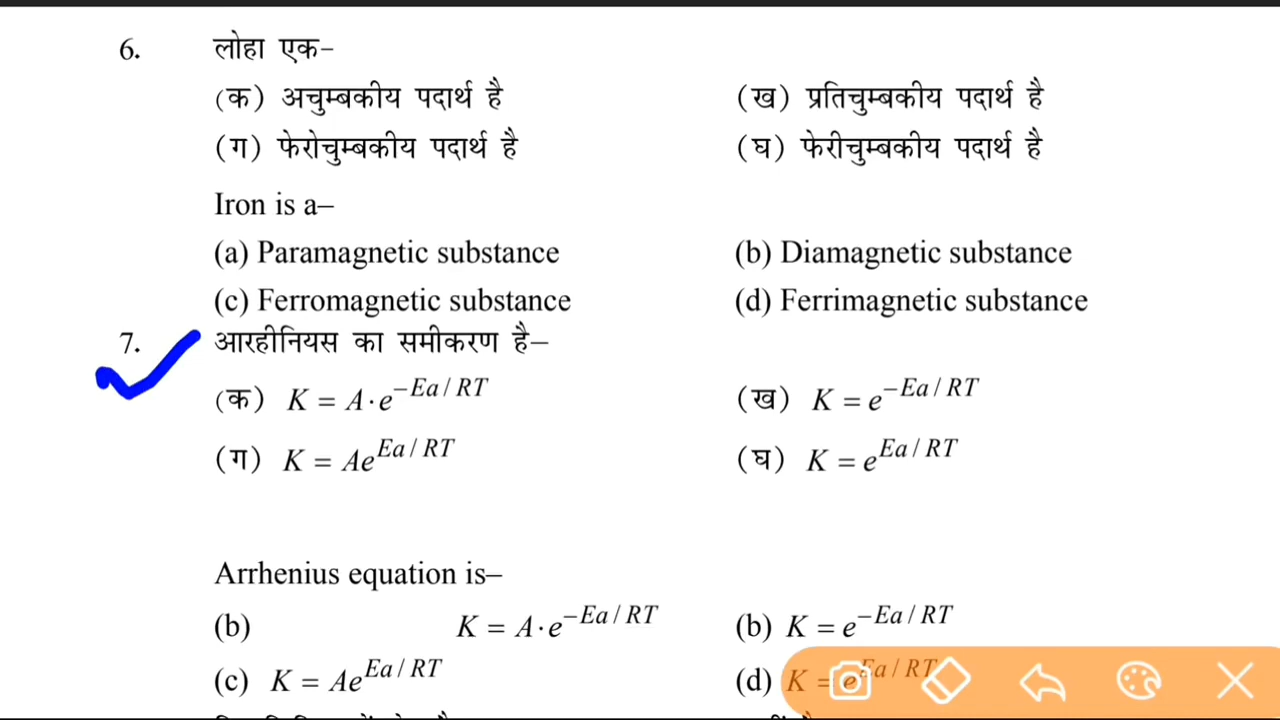 6. लोहा एक–
(क) अचुम्बकीय पदार्थ है (ख) प्रतिचुम्बकीय पदार्थ है
(ग) फेरोचुम्बकीय पदार्थ है (घ) फेरीचुम्बकीय पदार्थ है
Iron is a–
(a) Paramagnetic substance (b) Diamagnetic substance
(c) Ferromagnetic substance (d) Ferrimagnetic substance
7. आरहीनियस का समीकरण है–
(क) K = A·e^{−Ea/RT} (ख) K = e^{−Ea/RT}
(ग) K = Ae^{Ea/RT} (घ) K = e^{Ea/RT}
Arrhenius equation is–
(b) K = A·e^{−Ea/RT} (b) K = e^{−Ea/RT}
(c) K = Ae^{Ea/RT} (d) K = e^{Ea/RT}